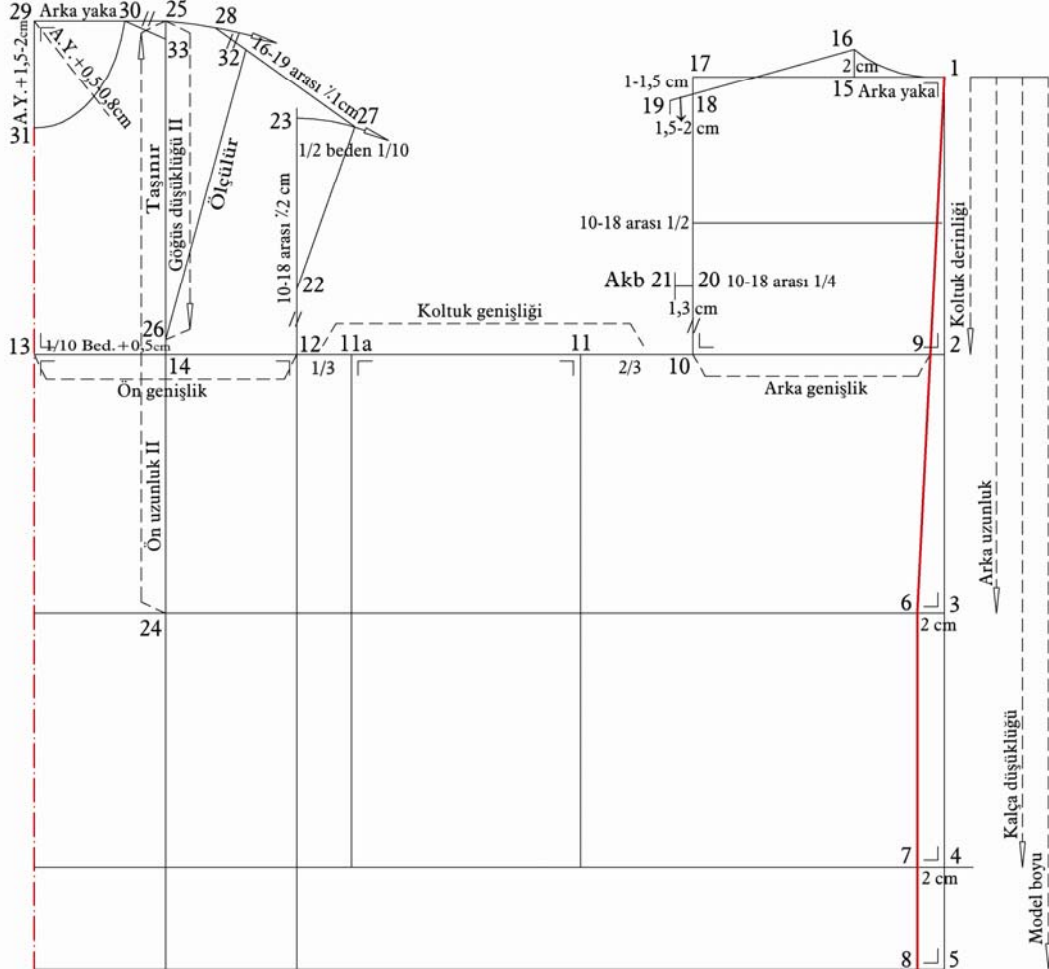 29 Arka yaka 30 25 28
33 32
A.Y.+0,5-0,8cm
A.Y.+1,5-2cm
31
16-19 arası ٪1cm
27
23
1/2 beden 1/10
Taşınır
Göğüs düşüklüğü II
Ölçülür
10-18 arası ٪2 cm
22
26
13 1/10 Bed.+0,5cm
14
Ön genişlik
Ön uzunluk II
24
12 11a 11 10 9 2
1/3 2/3
Koltuk genişliği
Arka genişlik
16
17 2 cm 1
1-1,5 cm
15 Arka yaka
19 18
1,5-2 cm
10-18 arası 1/2
Akb 21 20 10-18 arası 1/4
1,3 cm
Koltuk derinliği
Arka uzunluk
6 3
2 cm
Kalça düşüklüğü
7 4
2 cm
Model boyu
8 5